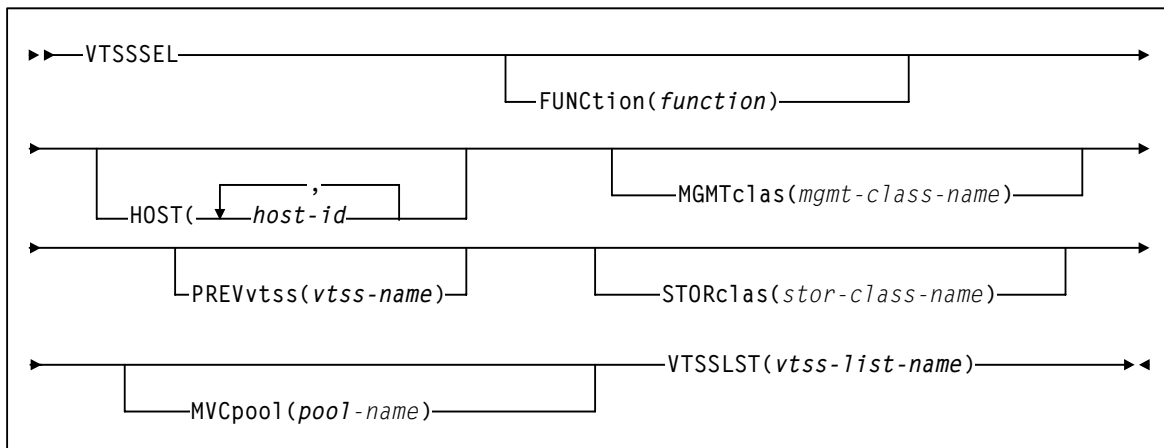 VTSSSEL
FUNCtion(function)
,
HOST( host-id
MGMTclas(mgmt-class-name)
PREVvtss(vtss-name)
STORclas(stor-class-name)
VTSSLST(vtss-list-name)
MVCpool(pool-name)